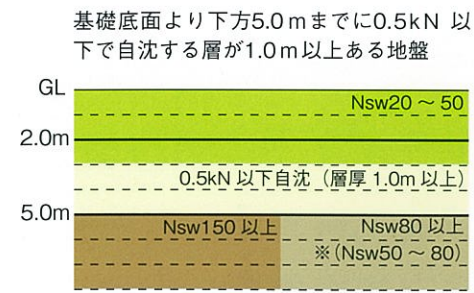 基礎底面より下方5.0mまでに0.5kN 以
下で自沈する層が1.0m以上ある地盤
GL
Nsw20～50
2.0m
0.5kN 以下自沈（層厚 1.0m 以上）
5.0m
Nsw150 以上
Nsw80 以上
※（Nsw50～80）